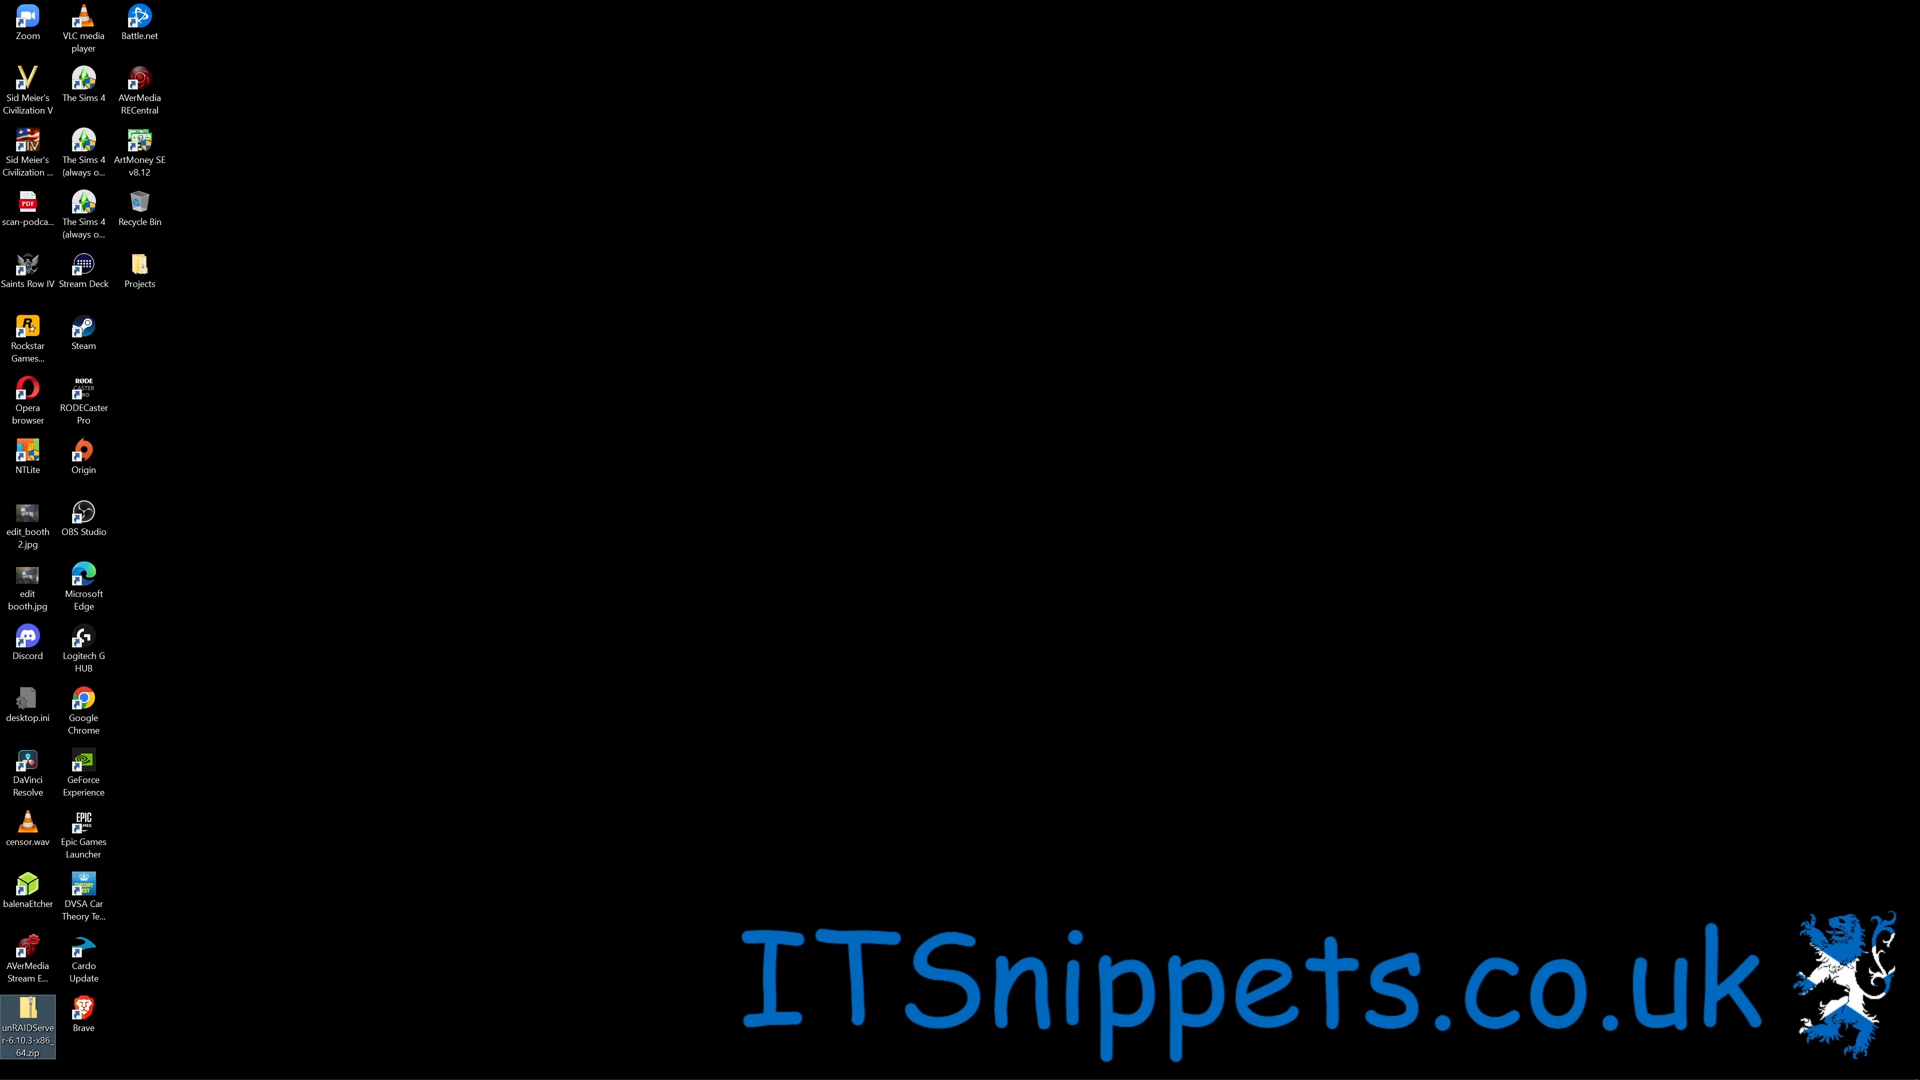 Zoom
VLC media
player
Battle.net
Sid Meier's
Civilization V
The Sims 4
AVerMedia
RECentral
Sid Meier's
Civilization ...
The Sims 4
(always o...
ArtMoney SE
v8.12
PDF
scan-podca...
The Sims 4
(always o...
Recycle Bin
Saints Row IV
Stream Deck
Projects
Rockstar
Games...
Steam
Opera
browser
RØDE
CASTER
RODECaster
Pro
NTLite
Origin
edit_booth
2.jpg
OBS Studio
edit
booth.jpg
Microsoft
Edge
Discord
Logitech G
HUB
desktop.ini
Google
Chrome
DaVinci
Resolve
GeForce
Experience
censor.wav
EPIC
Epic Games
Launcher
balenaEtcher
DVSA Car
Theory Te...
AVerMedia
Stream E...
Cardo
Update
unRAIDServe
r-6.10.3-x86_
64.zip
Brave
ITSnippets.co.uk